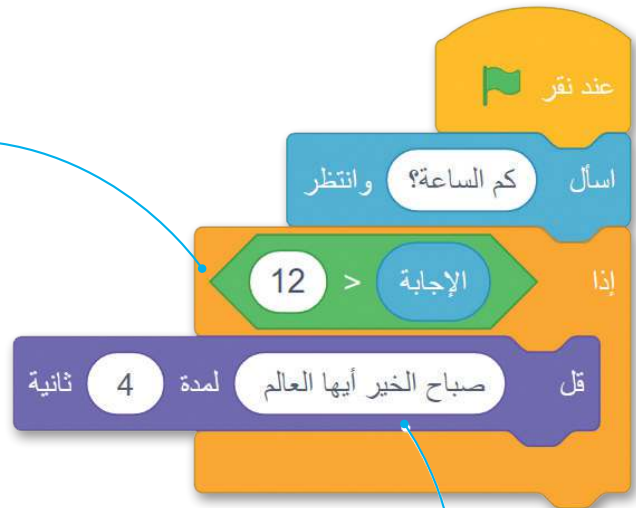 عند نقر
اسأل كم الساعة؟ وانتظر
إذا الإجابة > 12
قل صباح الخير أيها العالم لمدة 4 ثانية